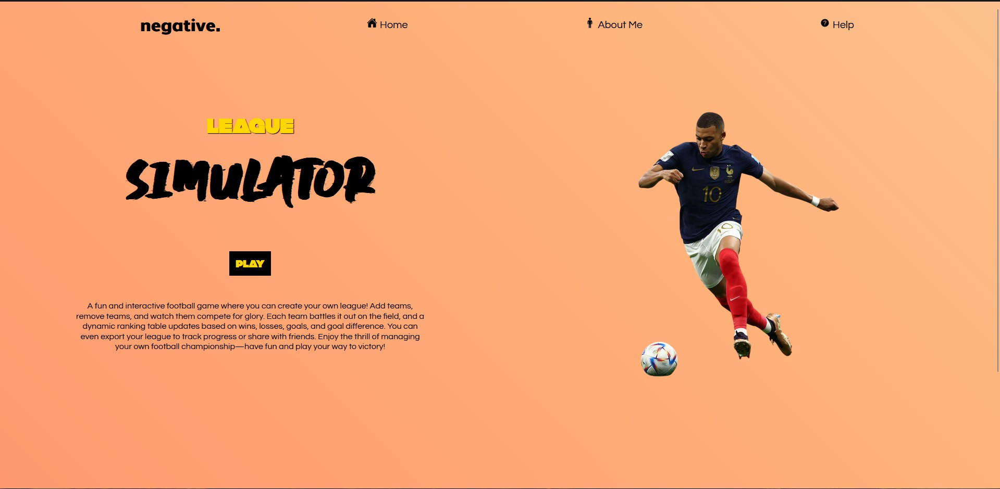 negative.
Home
About Me
Help
LEAGUE
SIMULATOR
PLAY
A fun and interactive football game where you can create your own league! Add teams,
remove teams, and watch them compete for glory. Each team battles it out on the field, and a
dynamic ranking table updates based on wins, losses, goals, and goal difference. You can
even export your league to track progress or share with friends. Enjoy the thrill of managing
your own football championship—have fun and play your way to victory!
10
10